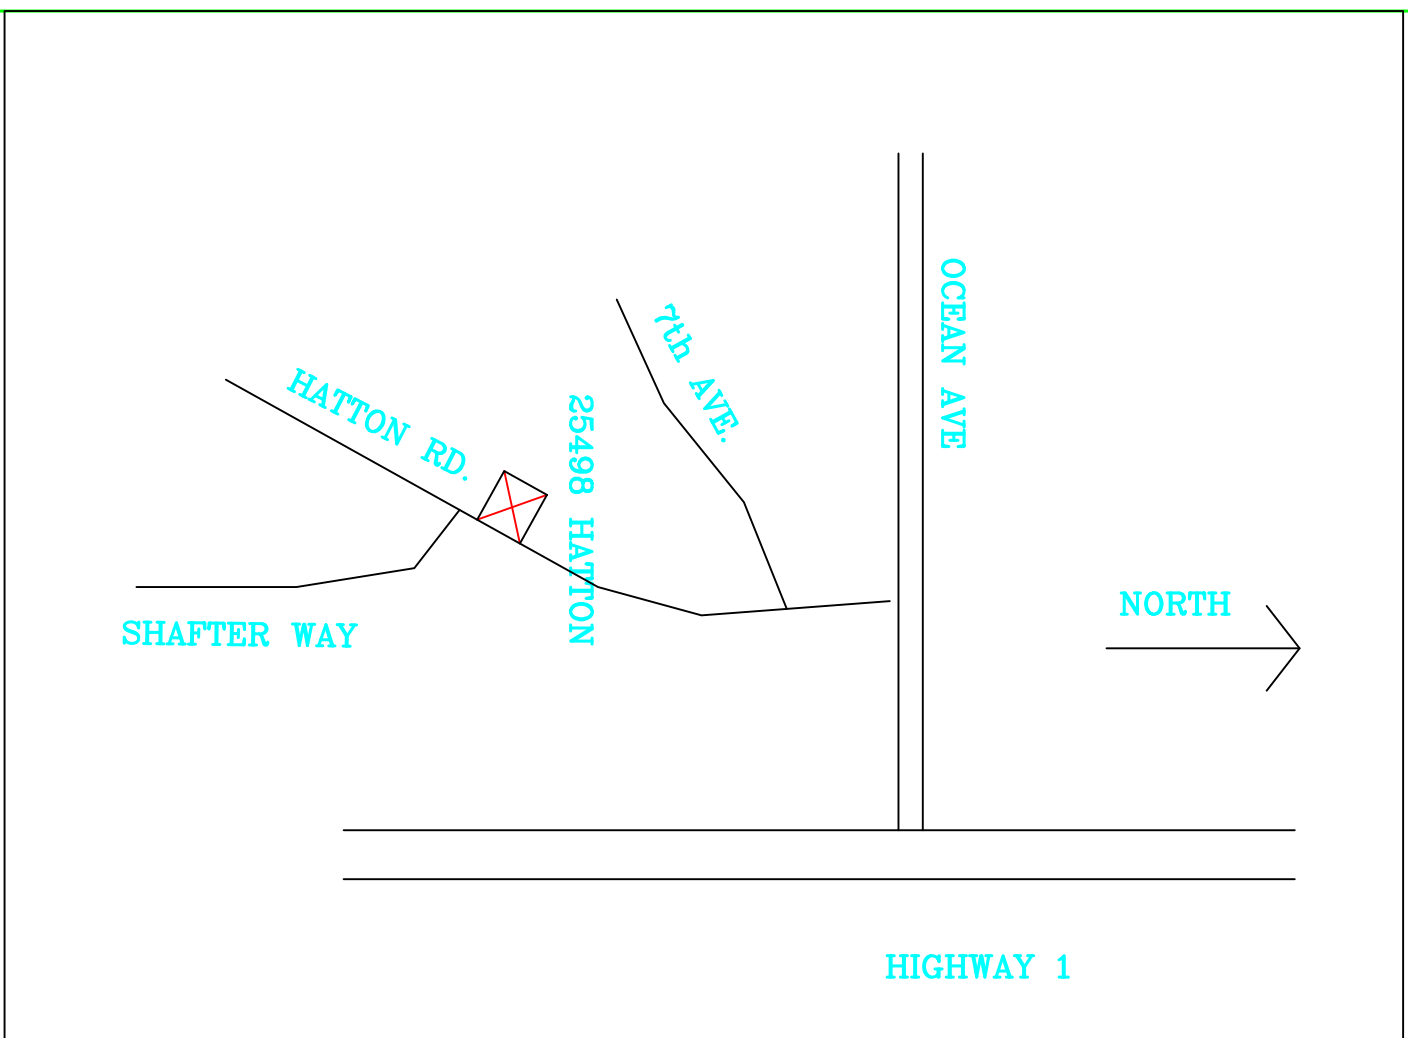 OCEAN AVE
7th AVE.
HATTON RD.
25498 HATTON
NORTH
SHAFTER WAY
HIGHWAY 1